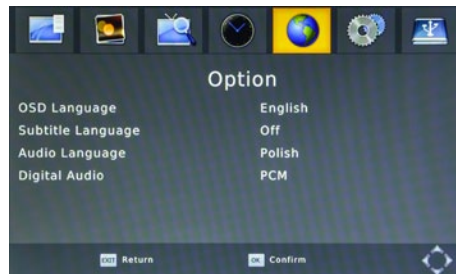 Option
OSD Language English
Subtitle Language Off
Audio Language Polish
Digital Audio PCM
EXIT Return OK Confirm